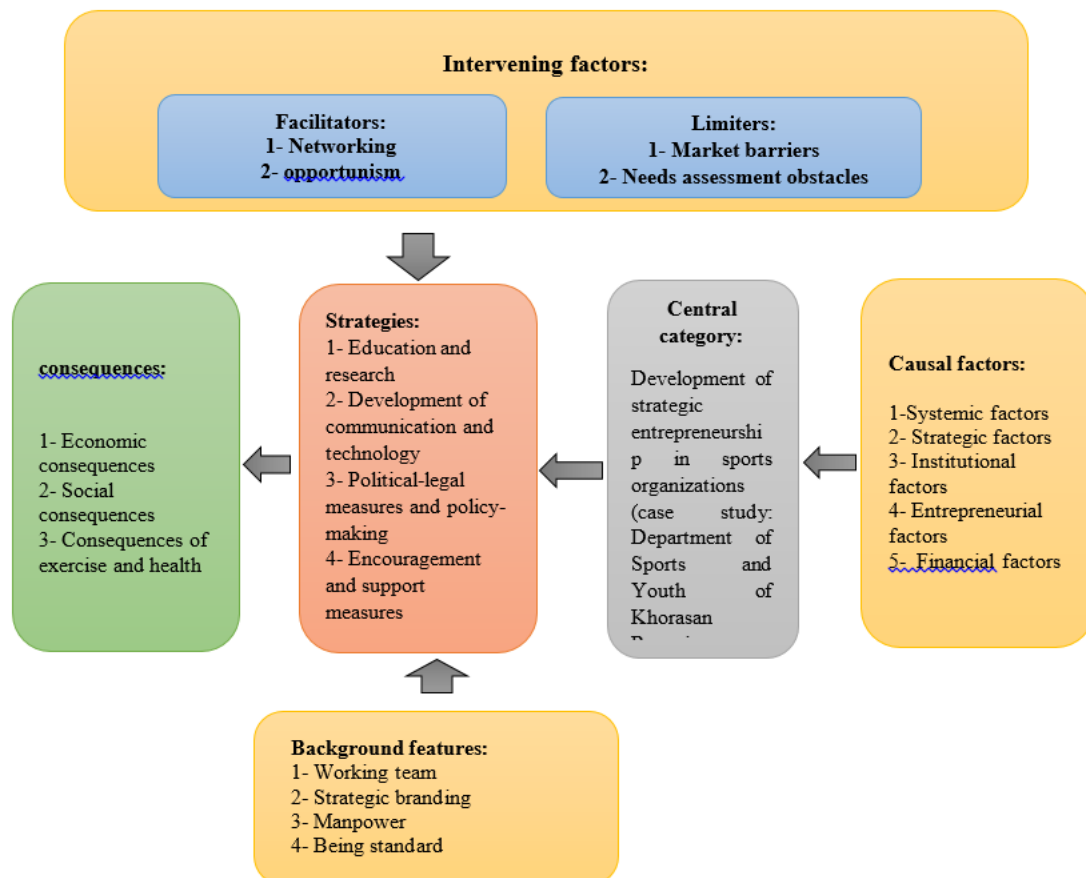 Intervening factors:
Facilitators:
1- Networking
2- opportunism
Limiters:
1- Market barriers
2- Needs assessment obstacles
consequences:
1- Economic
consequences
2- Social
consequences
3- Consequences of
exercise and health
Strategies:
1- Education and
research
2- Development of
communication and
technology
3- Political-legal
measures and policy-
making
4- Encouragement
and support
measures
Central
category:
Development of
strategic
entrepreneurshi
p in sports
organizations
(case study:
Department of
Sports and
Youth of
Khorasan
Causal factors:
1-Systemic factors
2- Strategic factors
3- Institutional
factors
4- Entrepreneurial
factors
5- Financial factors
Background features:
1- Working team
2- Strategic branding
3- Manpower
4- Being standard